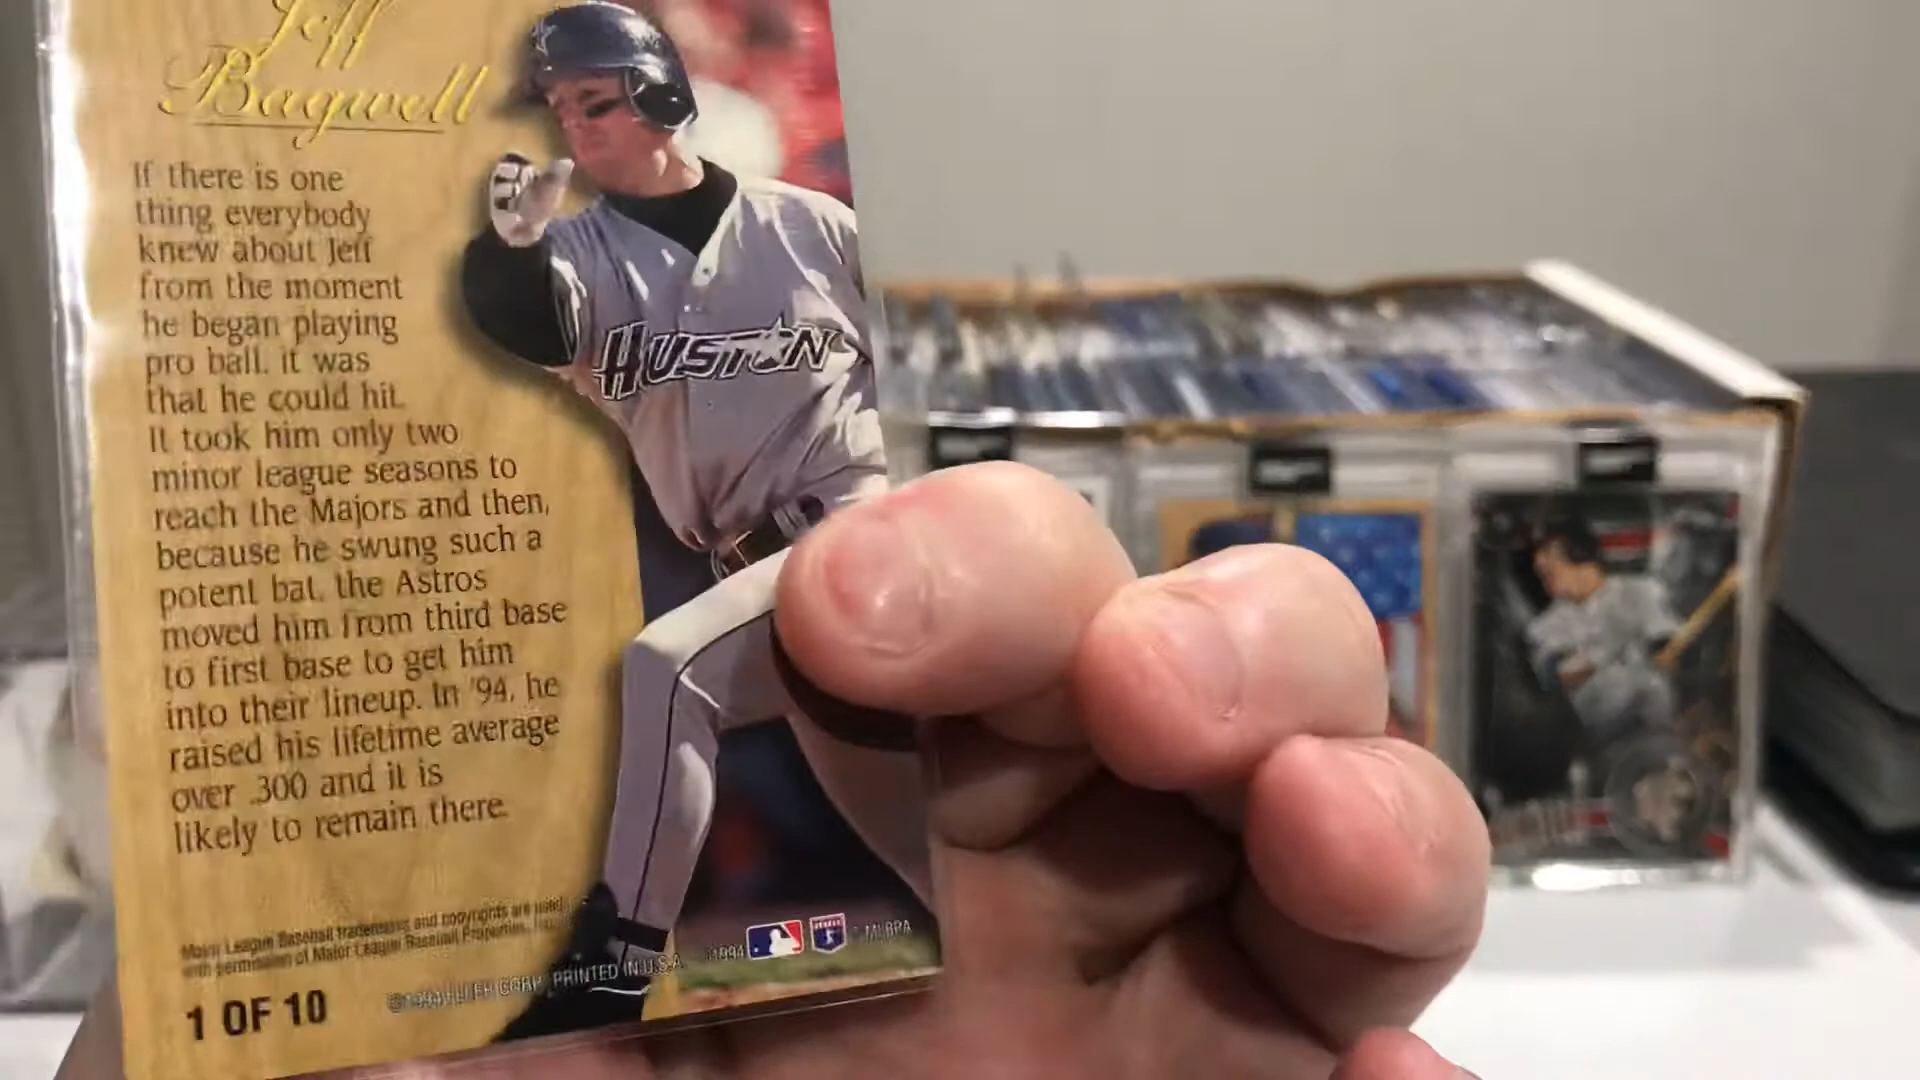 Jeff
Bagwell
If there is one
thing everybody
knew about Jeff
from the moment
he began playing
pro ball, it was
that he could hit.
It took him only two
minor league seasons to
reach the Majors and then,
because he swung such a
potent bat, the Astros
moved him from third base
to first base to get him
into their lineup. In '94, he
raised his lifetime average
over .300 and it is
likely to remain there.
HOUSTON
Major League Baseball trademarks and copyrights are used
with permission of Major League Baseball Properties, Inc.
1 OF 10
©1994 FLEER CORP. PRINTED IN U.S.A.
©1994 MLBPA